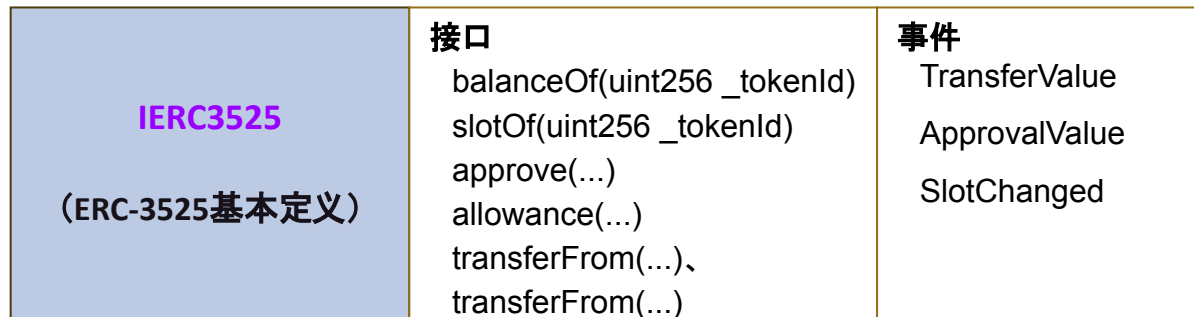 IERC3525
（ERC-3525基本定义）
接口
balanceOf(uint256 _tokenId)
slotOf(uint256 _tokenId)
approve(...)
allowance(...)
transferFrom(...)、
transferFrom(...)
事件
TransferValue
ApprovalValue
SlotChanged